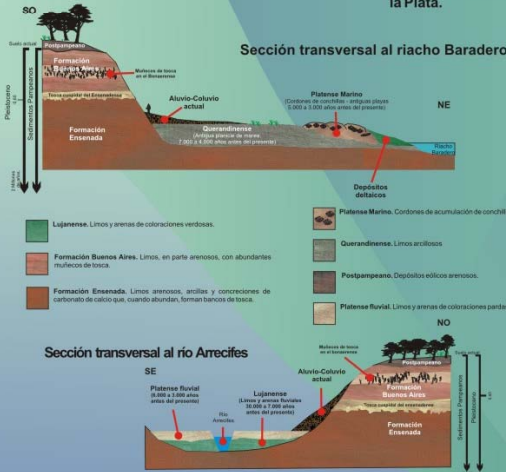 la Plata.
SO
Sección transversal al riacho Baradero
Suelo actual
Postpampeano
Formación
Buenos Aires
Muñecos de tosca
en el Bonaerense
Tosca cuspidal del Ensenadense
Formación
Ensenada
Pleistoceno
Sedimentos Pampeanos
Aluvio-Coluvio
actual
Querandinense
(Antigua planicie de marea
7.000 a 4.000 años antes del presente)
Platense Marino
(Cordones de conchillas - antiguas playas
6.000 a 3.000 años antes del presente)
NE
Riacho
Baradero
Depósitos
deltaicos
Lujanense. Limos y arenas de coloraciones verdosas.
Formación Buenos Aires. Limos, en parte arenosos, con abundantes
muñecos de tosca.
Formación Ensenada. Limos arenosos, arcillas y concreciones de
carbonato de calcio que, cuando abundan, forman bancos de tosca.
Platense Marino. Cordones de acumulación de conchill
Querandinense. Limos arcillosos
Postpampeano. Depósitos eólicos arenosos.
Platense fluvial. Limos y arenas de coloraciones parda
Sección transversal al río Arrecifes
SE
NO
Platense fluvial
antes del presente)
Río
Arrecifes
Lujanense
(Limos y arenas fluviales
30.000 a 7.000 años
antes del presente)
Aluvio-Coluvio
actual
Muñecos de tosca
en el bonaerense
Postpampeano
Suelo actual
Formación
Buenos Aires
Tosca cuspidal del ensenadense
Formación
Ensenada
Sedimentos Pampeanos
Pleistoceno